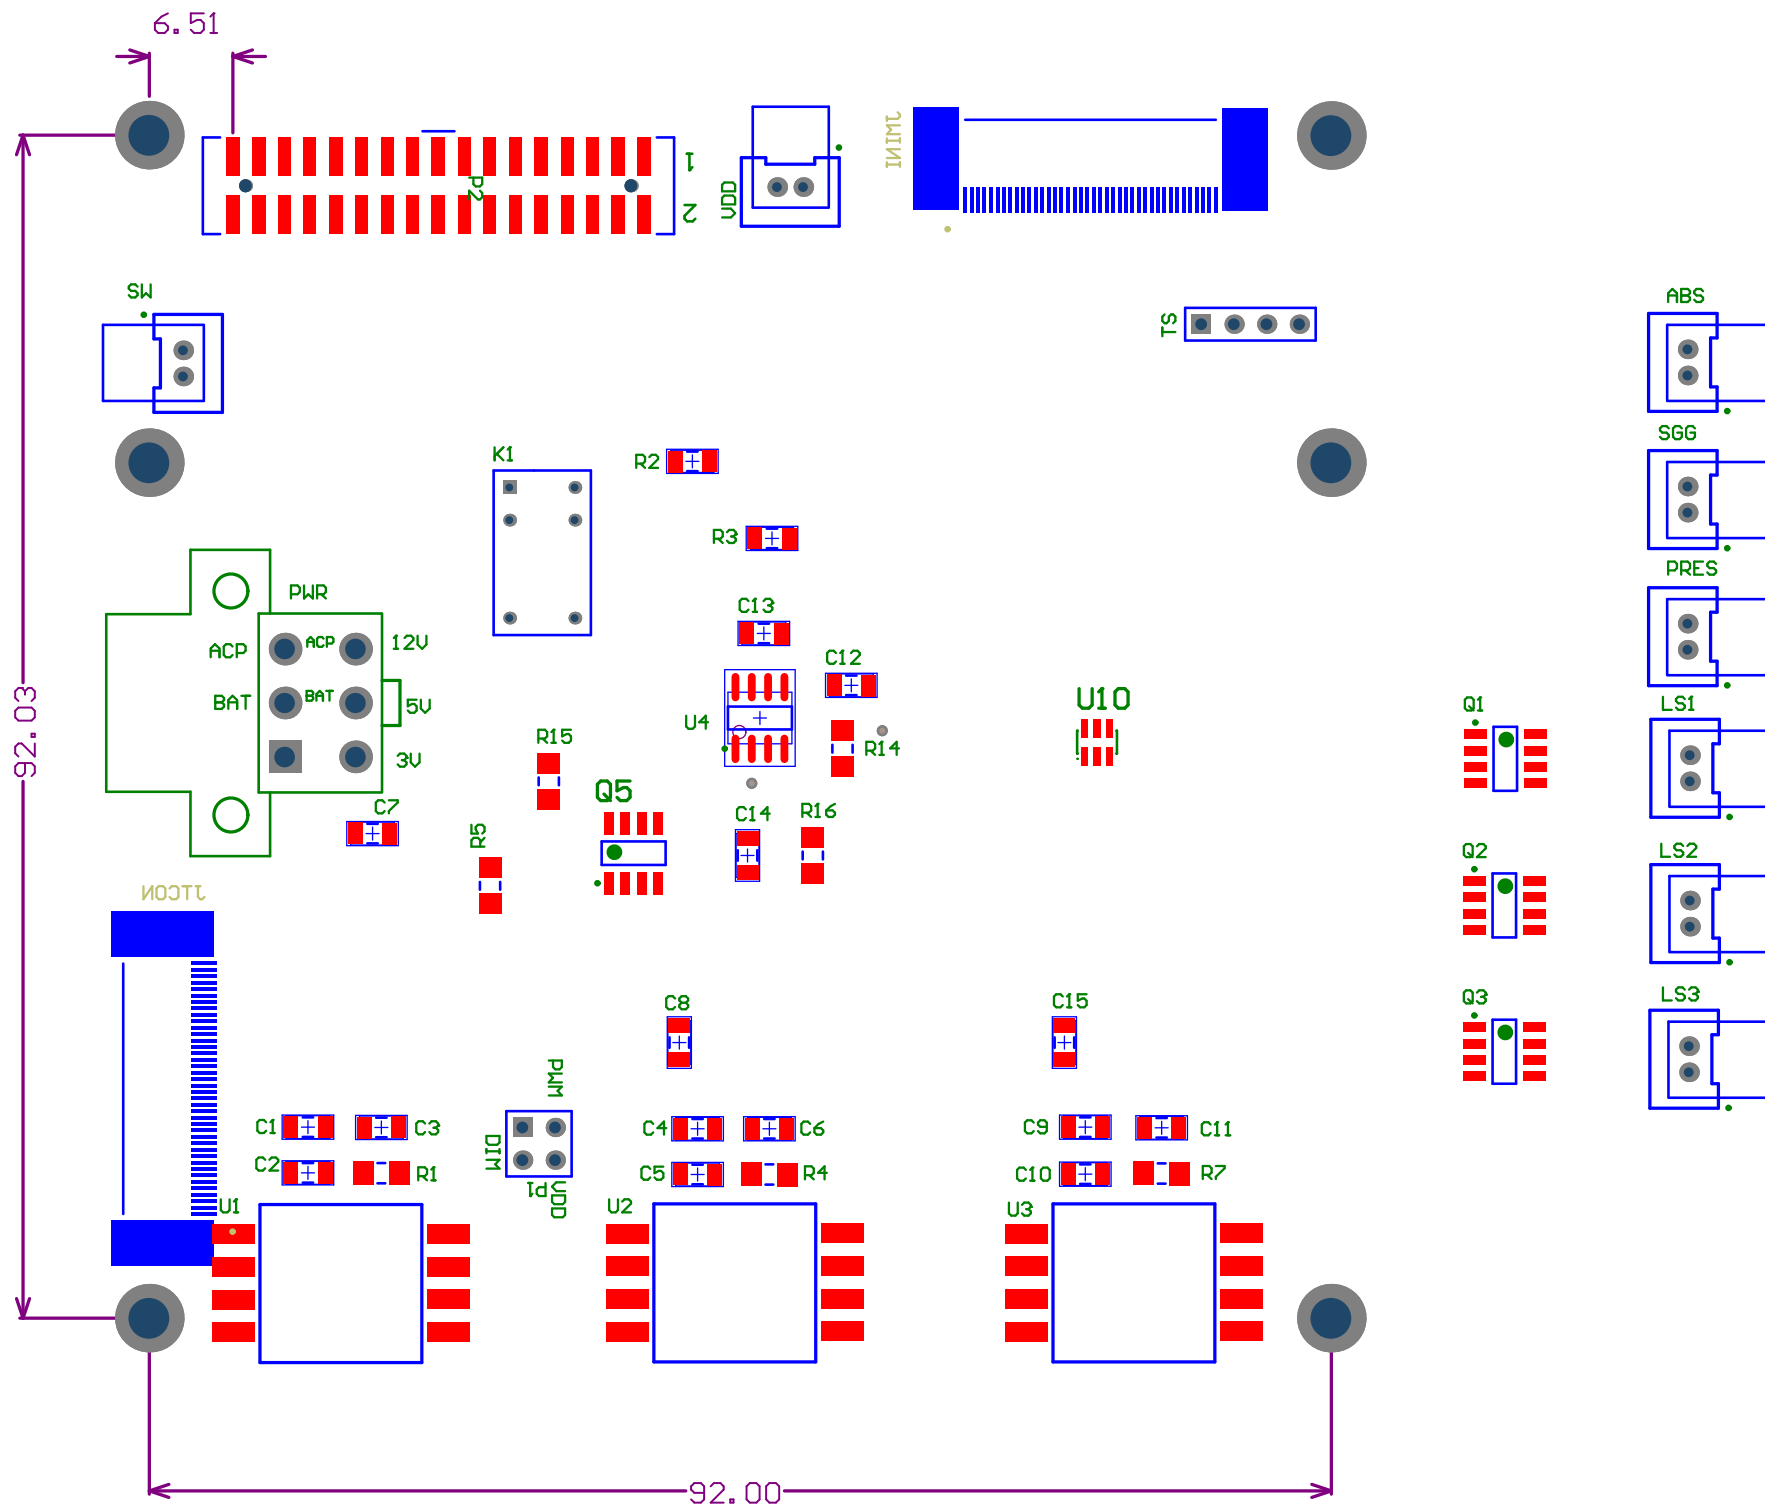 6.51
JMINI
1
P2
VDD
2
SW
ABS
TS
SGG
K1
R2
R3
PRES
PWR
C13
ACP
ACP
12V
C12
BAT
BAT
5V
U10
LS1
Q1
U4
92.03
R15
R14
3V
Q5
C7
C14
R16
R5
Q2
LS2
JTCON
C8
C15
Q3
LS3
PWM
C1
C3
DIM
C4
C6
C9
C11
C2
R1
C5
R4
C10
R7
P1
VDD
U1
U2
U3
92.00